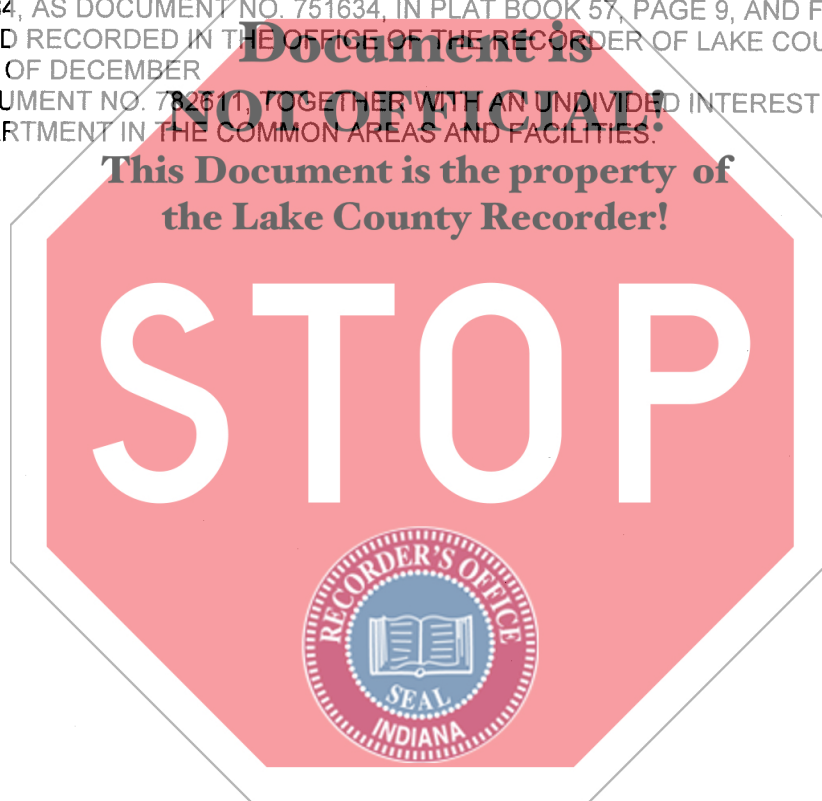 4, AS DOCUMENT NO. 751634, IN PLAT BOOK 57, PAGE 9, AND F
D RECORDED IN THE OFFICE OF THE RECORDER OF LAKE COU
OF DECEMBER
UMENT NO. 782611, TOGETHER WITH AN UNDIVIDED INTEREST
RTMENT IN THE COMMON AREAS AND FACILITIES.
Document is
NOT OFFICIAL!
This Document is the property of
the Lake County Recorder!
STOP
RECORDER'S OFFICE
SEAL
INDIANA